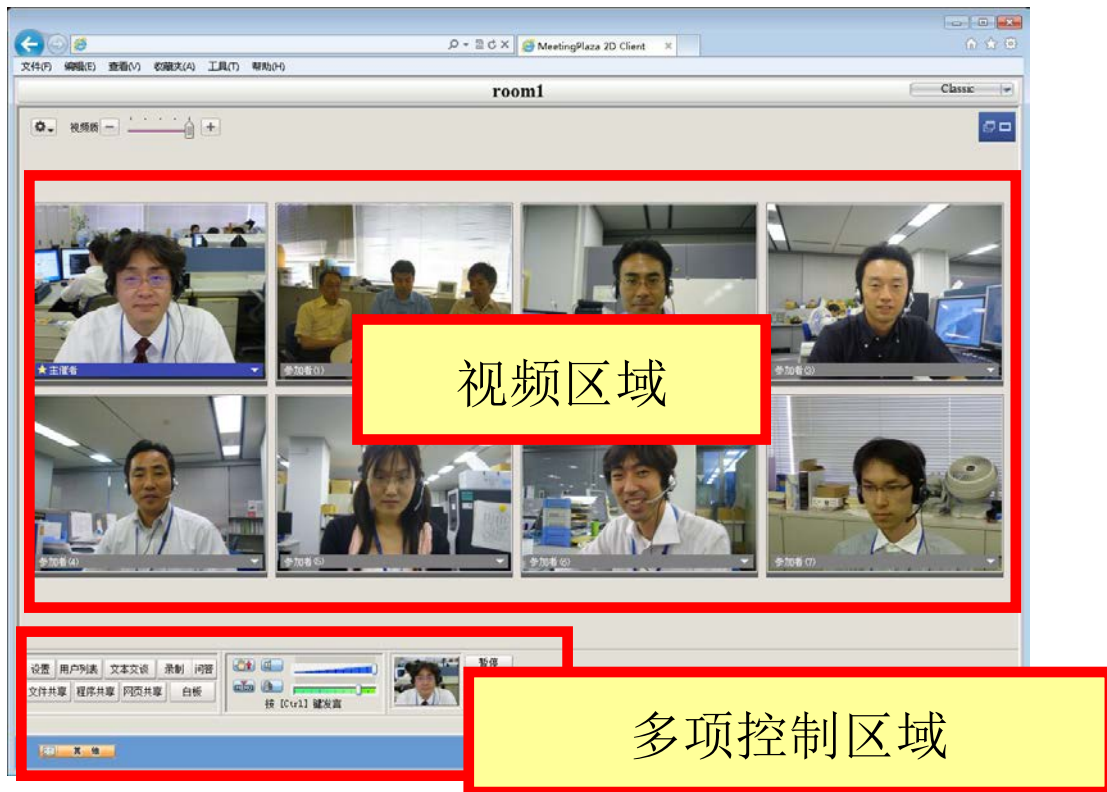 MeetingPlaza 2D Client
文件(F) 编辑(E) 查看(V) 收藏夹(A) 工具(T) 帮助(H)
room1
Classic
视频质
主催者
参加者(1)
参加者(3)
视频区域
参加者(4)
参加者(5)
参加者(6)
参加者(7)
设置 用户列表 文本交谈 录制 问答
暂停
文件共享 程序共享 网页共享 白板
按 [Ctrl] 键发言
其 他
多项控制区域